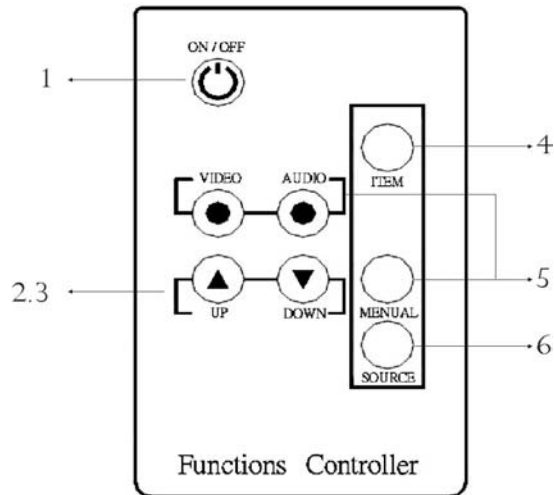 ON / OFF
1
4
VIDEO AUDIO
ITEM
2.3
5
UP DOWN MENUAL
6
SOURCE
Functions Controller